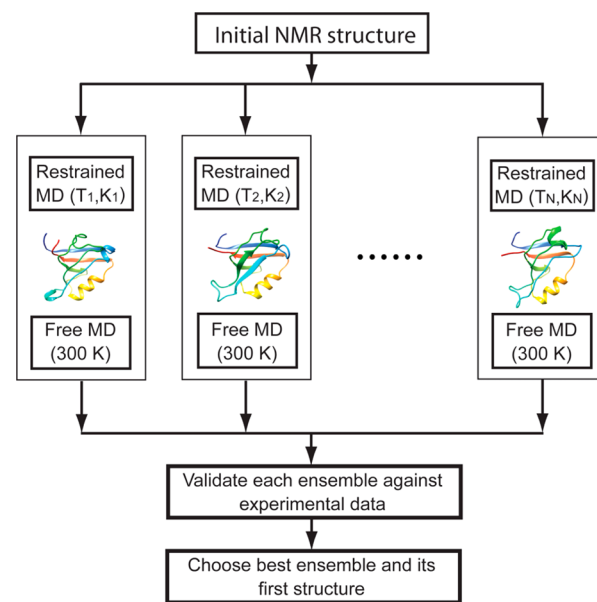 Initial NMR structure
Restrained
MD (T₁,K₁)
Free MD
(300 K)
Restrained
MD (T₂,K₂)
Free MD
(300 K)
......
Restrained
MD (TN,KN)
Free MD
(300 K)
Validate each ensemble against
experimental data
Choose best ensemble and its
first structure